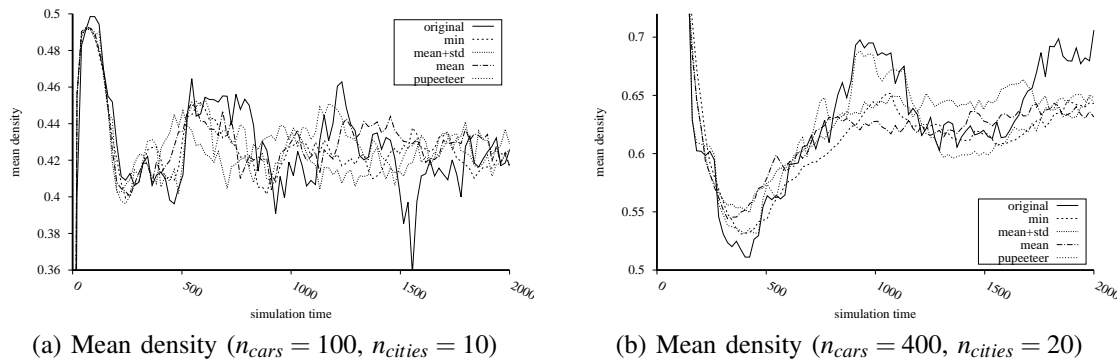 0.5
0.48
0.46
0.44
0.42
0.4
0.38
0.36
mean density
0
500
1000
1500
2000
simulation time
original
min
mean+std
mean
pupeeteer
(a) Mean density (n_cars = 100, n_cities = 10)
0.7
0.65
0.6
0.55
0.5
mean density
0
500
1000
1500
2000
simulation time
original
min
mean+std
mean
pupeeteer
(b) Mean density (n_cars = 400, n_cities = 20)